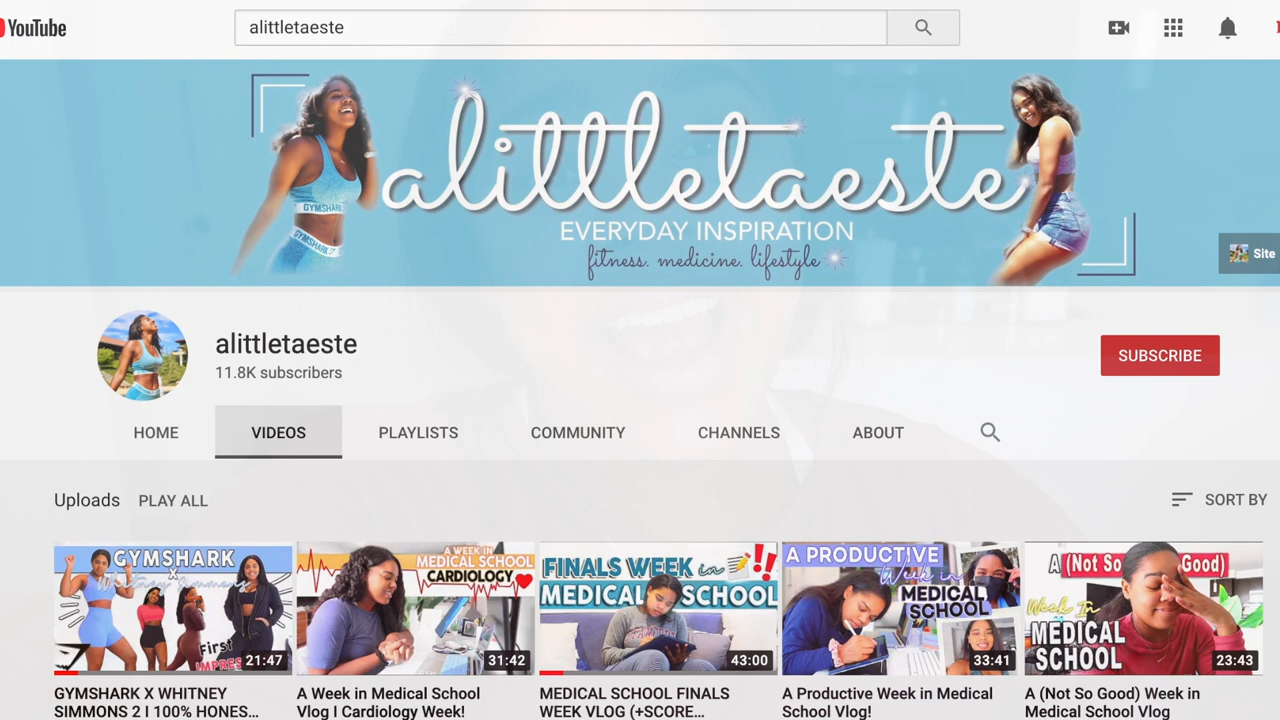 YouTube
alittletaeste
alittletaeste
EVERYDAY INSPIRATION
fitness. medicine. lifestyle
GYMSHARK
GYMSHARK
Site
alittletaeste
11.8K subscribers
SUBSCRIBE
HOME
VIDEOS
PLAYLISTS
COMMUNITY
CHANNELS
ABOUT
Uploads
PLAY ALL
SORT BY
GYMSHARK
X
Whitney Simmons
First
IMPRES
21:47
A WEEK IN
MEDICAL SCHOOL
CARDIOLOGY
31:42
FINALS WEEK in
MEDICAL SCHOOL
43:00
A PRODUCTIVE
Week in
MEDICAL
SCHOOL
33:41
A (Not So Good)
Week In
MEDICAL
SCHOOL
23:43
GYMSHARK X WHITNEY
SIMMONS 2 I 100% HONES...
A Week in Medical School
Vlog I Cardiology Week!
MEDICAL SCHOOL FINALS
WEEK VLOG (+SCORE...
A Productive Week in Medical
School Vlog!
A (Not So Good) Week in
Medical School Vlog